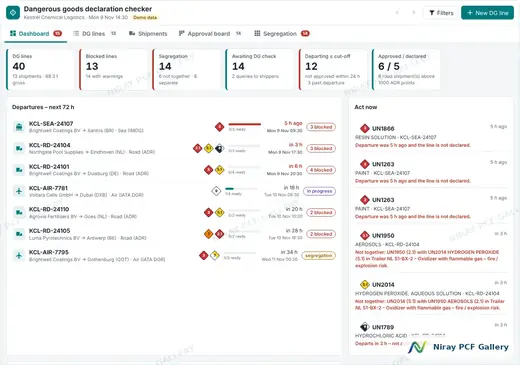 Dangerous goods declaration checker
Kestrel Chemical Logistics · Mon 9 Nov 14:30 Demo data
Filters
+ New DG line
Dashboard 15
DG lines 13
Shipments
Approval board 14
Segregation 14
DG lines
40
13 shipments
gross
Blocked lines
13
14 with warnings
Segregation
14
6 not together · 8
separate
Awaiting DG check
14
2 queries to shippers
Departing ≤ cut-off
12
not approved within 24 h
· 3 past departure
Approved / declared
6 / 5
1000 ADR points
Departures – next 72 h
KCL-SEA-24107
Brightwell Coatings BV → · Sea (IMDG)
5 h ago
Mon 9 Nov 09:30
3 blocked
KCL-RD-24104
Northgate Pool Supplies → Eindhoven (NL) · Road (ADR)
in 3 h
Mon 9 Nov 17:30
3 blocked
KCL-RD-24101
Brightwell Coatings BV → Duisburg (DE) · Road (ADR)
in 6 h
Mon 9 Nov 20:30
4 blocked
KCL-AIR-7781
Voltara Cells GmbH → Dubai (DXB) · Air (IATA DGR)
1/4 ready
in 18 h
Tue 10 Nov 08:30
in progress
KCL-RD-24110
Agrovia Fertilizers BV → Goes (NL) · Road (ADR)
in 20 h
Tue 10 Nov 10:30
2 blocked
KCL-RD-24105
Luma Pyrotechnics BV → Antwerp (BE) · Road (ADR)
in 28 h
Tue 10 Nov 18:30
2 blocked
KCL-AIR-7795
Brightwell Coatings BV → Gothenburg (GOT) · Air (IATA DGR)
in 34 h
Wed 11 Nov 00:30
segregation
Act now
UN1866
5 h ago
RESIN SOLUTION · KCL-SEA-24107
Departure was 5 h ago and the line is not declared.
UN1263
5 h ago
PAINT · KCL-SEA-24107
Departure was 5 h ago and the line is not declared.
UN1263
5 h ago
PAINT · KCL-SEA-24107
Departure was 5 h ago and the line is not declared.
UN1950
in 3 h
AEROSOLS · KCL-RD-24104
Not together: UN1950 (2.1) with UN2014 HYDROGEN PEROXIDE
(5.1) in Trailer NL 51-BX-2 – Oxidizer with flammable gas – fire /
explosion risk.
UN2014
in 3 h
HYDROGEN PEROXIDE, AQUEOUS SOLUTION · KCL-RD-24104
Not together: UN2014 (5.1) with UN1950 AEROSOLS (2.1) in
Trailer NL 51-BX-2 – Oxidizer with flammable gas – fire /
explosion risk.
UN1789
in 3 h
HYDROCHLORIC
Departs in 3 h –
Niray PCF Gallery